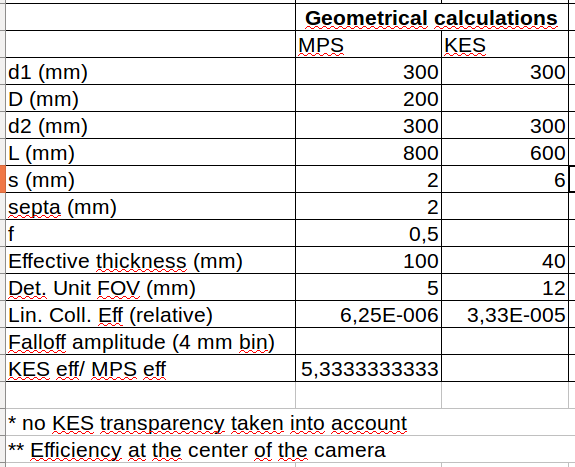 Geometrical calculations
MPS KES
d1 (mm) 300 300
D (mm) 200
d2 (mm) 300 300
L (mm) 800 600
s (mm) 2 6
septa (mm) 2
f 0,5
Effective thickness (mm) 100 40
Det. Unit FOV (mm) 5 12
Lin. Coll. Eff (relative) 6,25E-006 3,33E-005
Falloff amplitude (4 mm bin)
KES eff/ MPS eff 5,3333333333
* no KES transparency taken into account
** Efficiency at the center of the camera